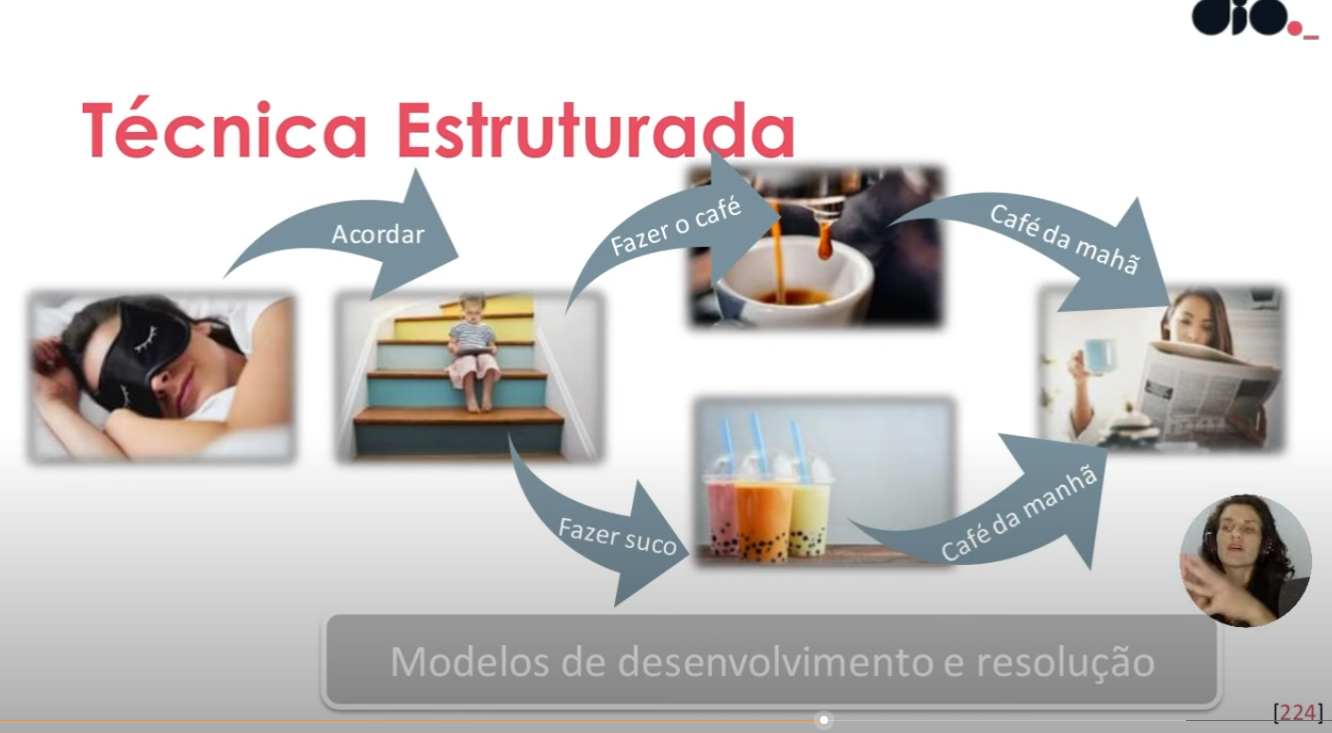 dio._
Técnica Estruturada
Acordar
Fazer o café
Café da mahã
Fazer suco
Café da manhã
Modelos de desenvolvimento e resolução
[224]